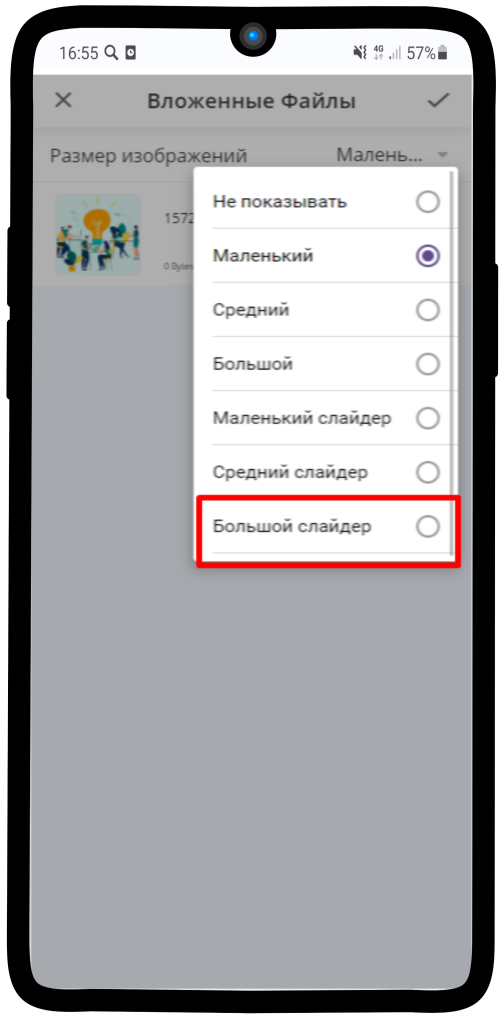 16:55
4G
57%
Вложенные Файлы
Размер изображений
Малень...
1572
0 Bytes
Не показывать
Маленький
Средний
Большой
Маленький слайдер
Средний слайдер
Большой слайдер